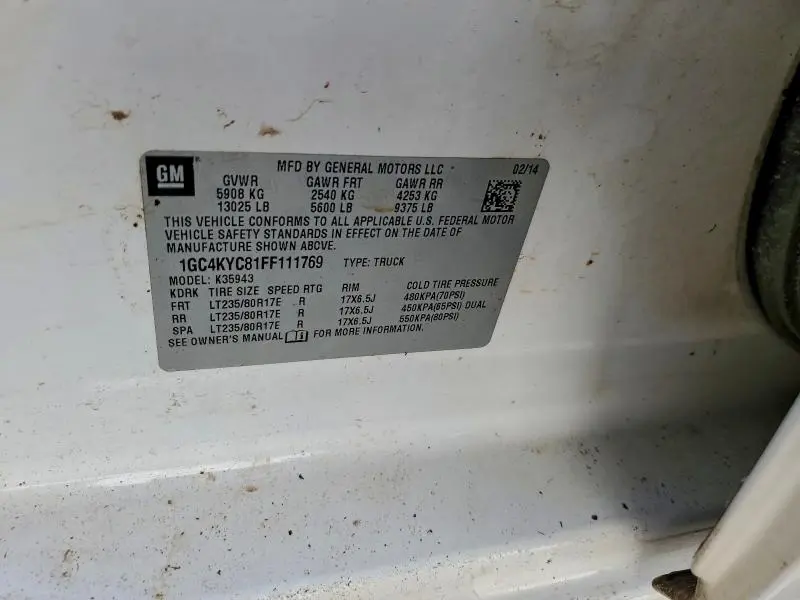 GM
MFD BY GENERAL MOTORS LLC 02/14
GVWR GAWR FRT GAWR RR
5908 KG 2540 KG 4253 KG
13025 LB 5600 LB 9375 LB
THIS VEHICLE CONFORMS TO ALL APPLICABLE U.S. FEDERAL MOTOR
VEHICLE SAFETY STANDARDS IN EFFECT ON THE DATE OF
MANUFACTURE SHOWN ABOVE.
1GC4KYC81FF111769 TYPE: TRUCK
MODEL: K35943
KDRK TIRE SIZE SPEED RTG RIM COLD TIRE PRESSURE
FRT LT235/80R17E R 17X6.5J 480KPA(70PSI)
RR LT235/80R17E R 17X6.5J 450KPA(65PSI) DUAL
SPA LT235/80R17E R 17X6.5J 550KPA(80PSI)
SEE OWNER'S MANUAL FOR MORE INFORMATION.